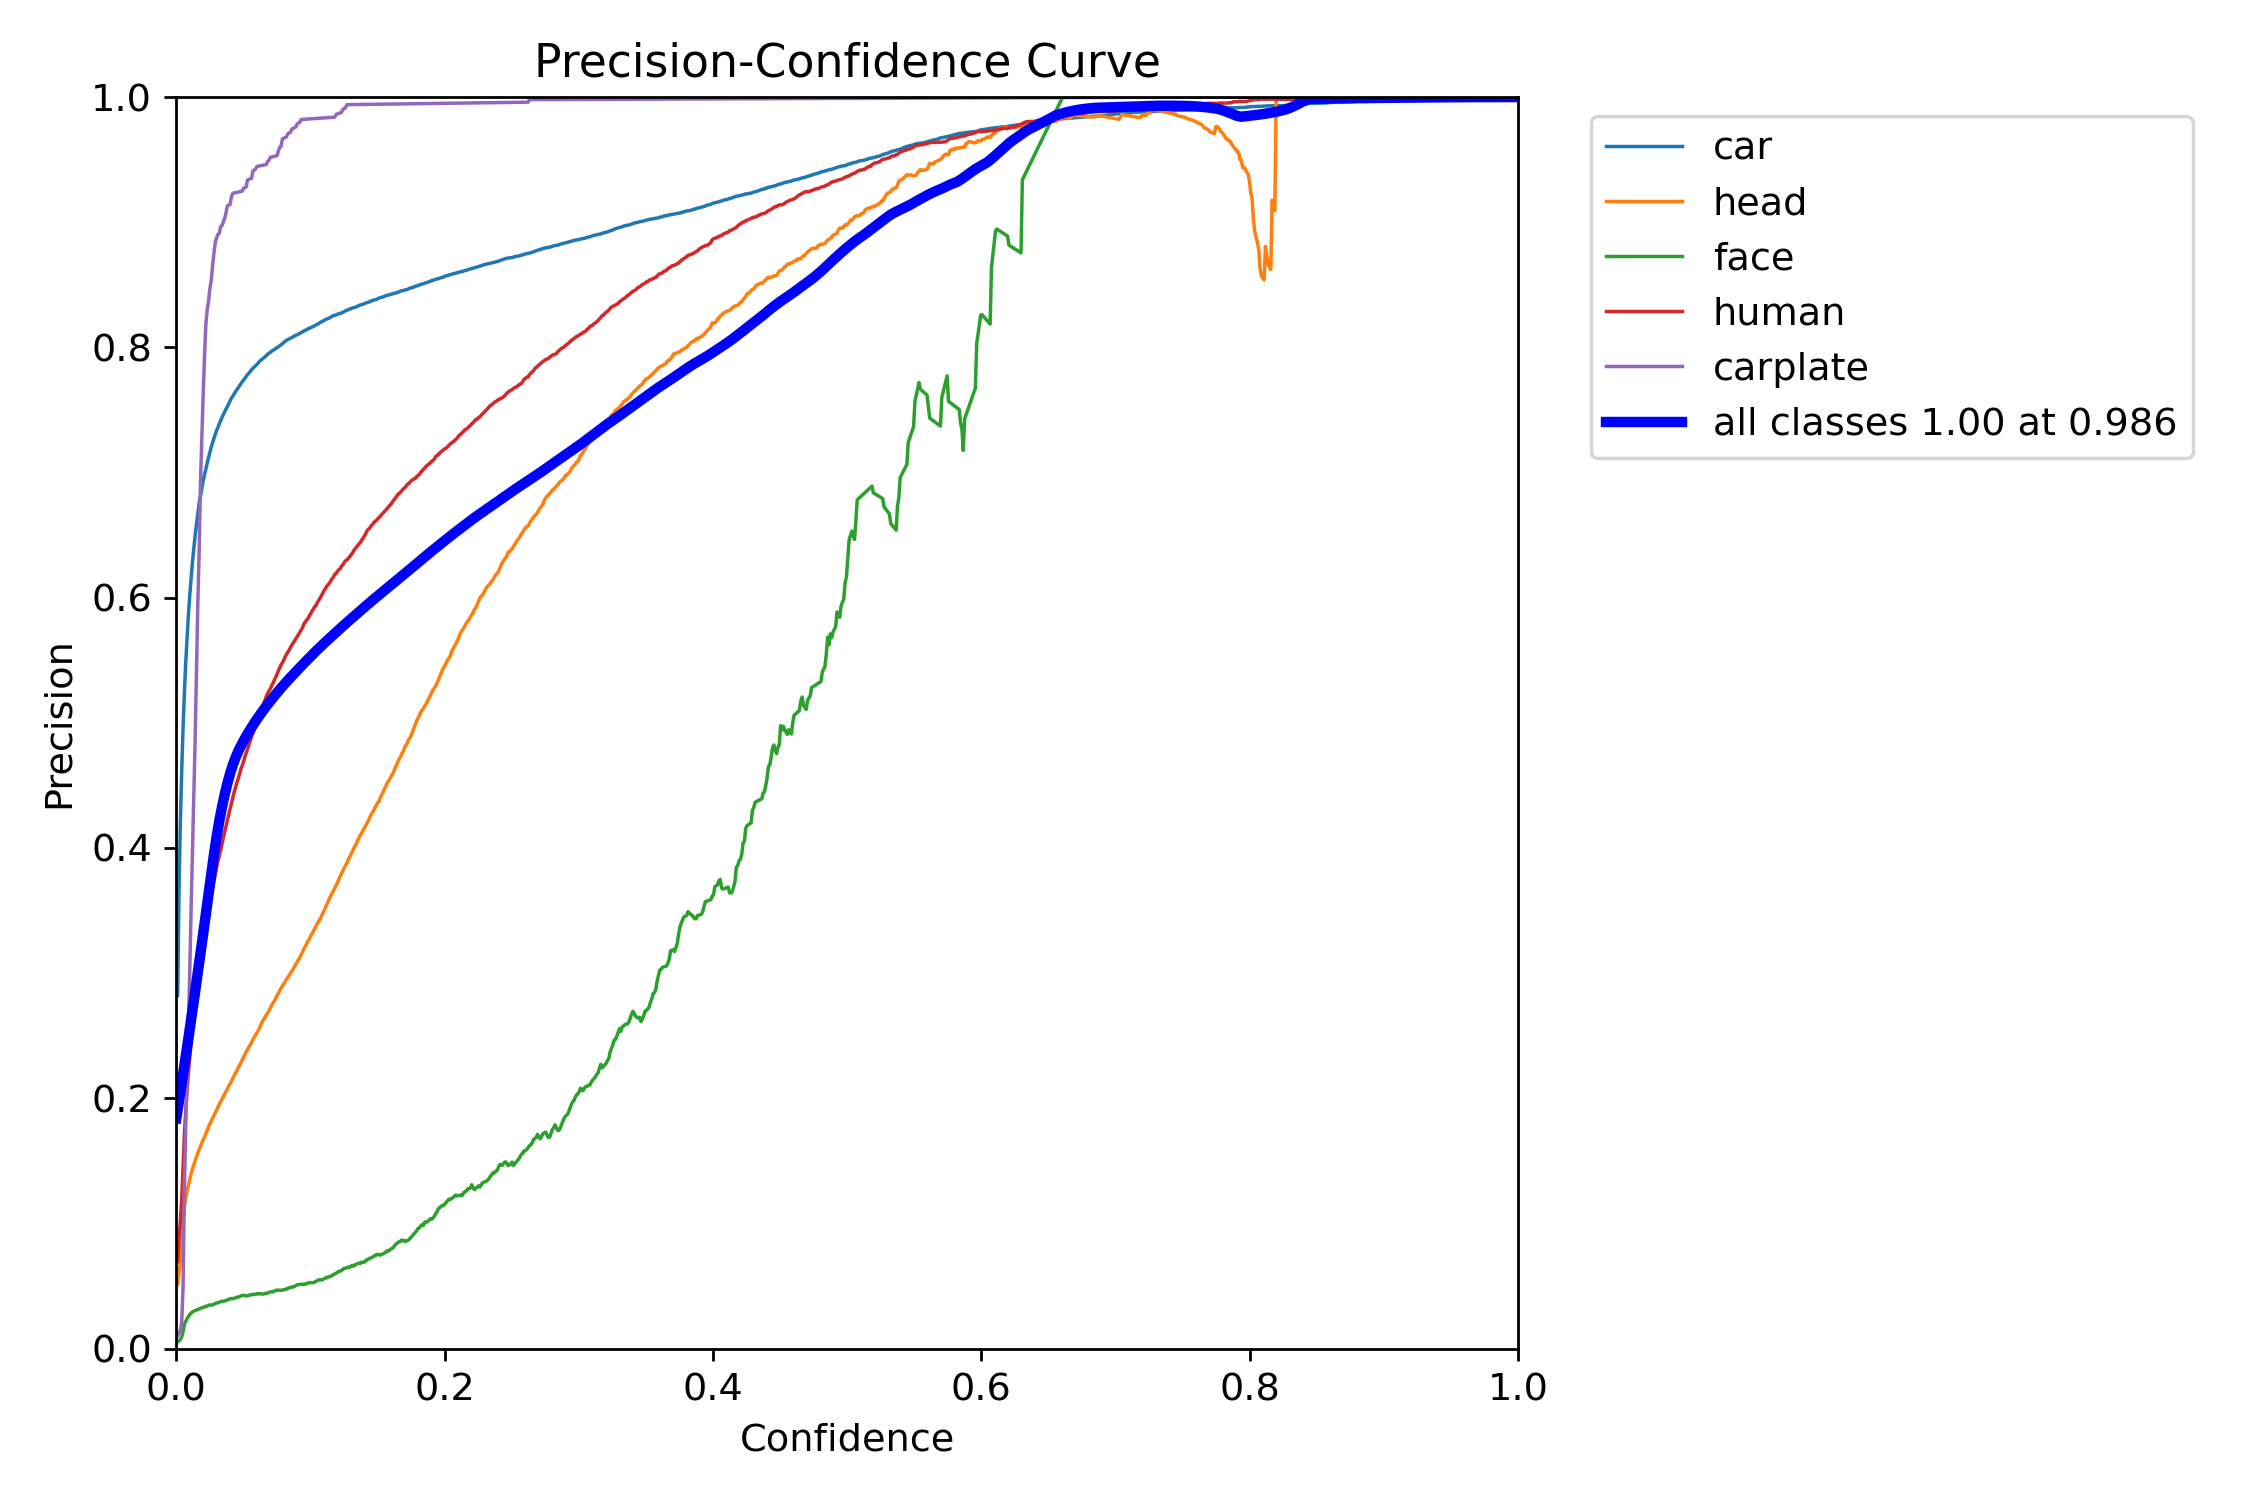 Precision-Confidence Curve
1.0
0.8
0.6
0.4
0.2
0.0
Precision
0.0 0.2 0.4 0.6 0.8 1.0
Confidence
car
head
face
human
carplate
all classes 1.00 at 0.986